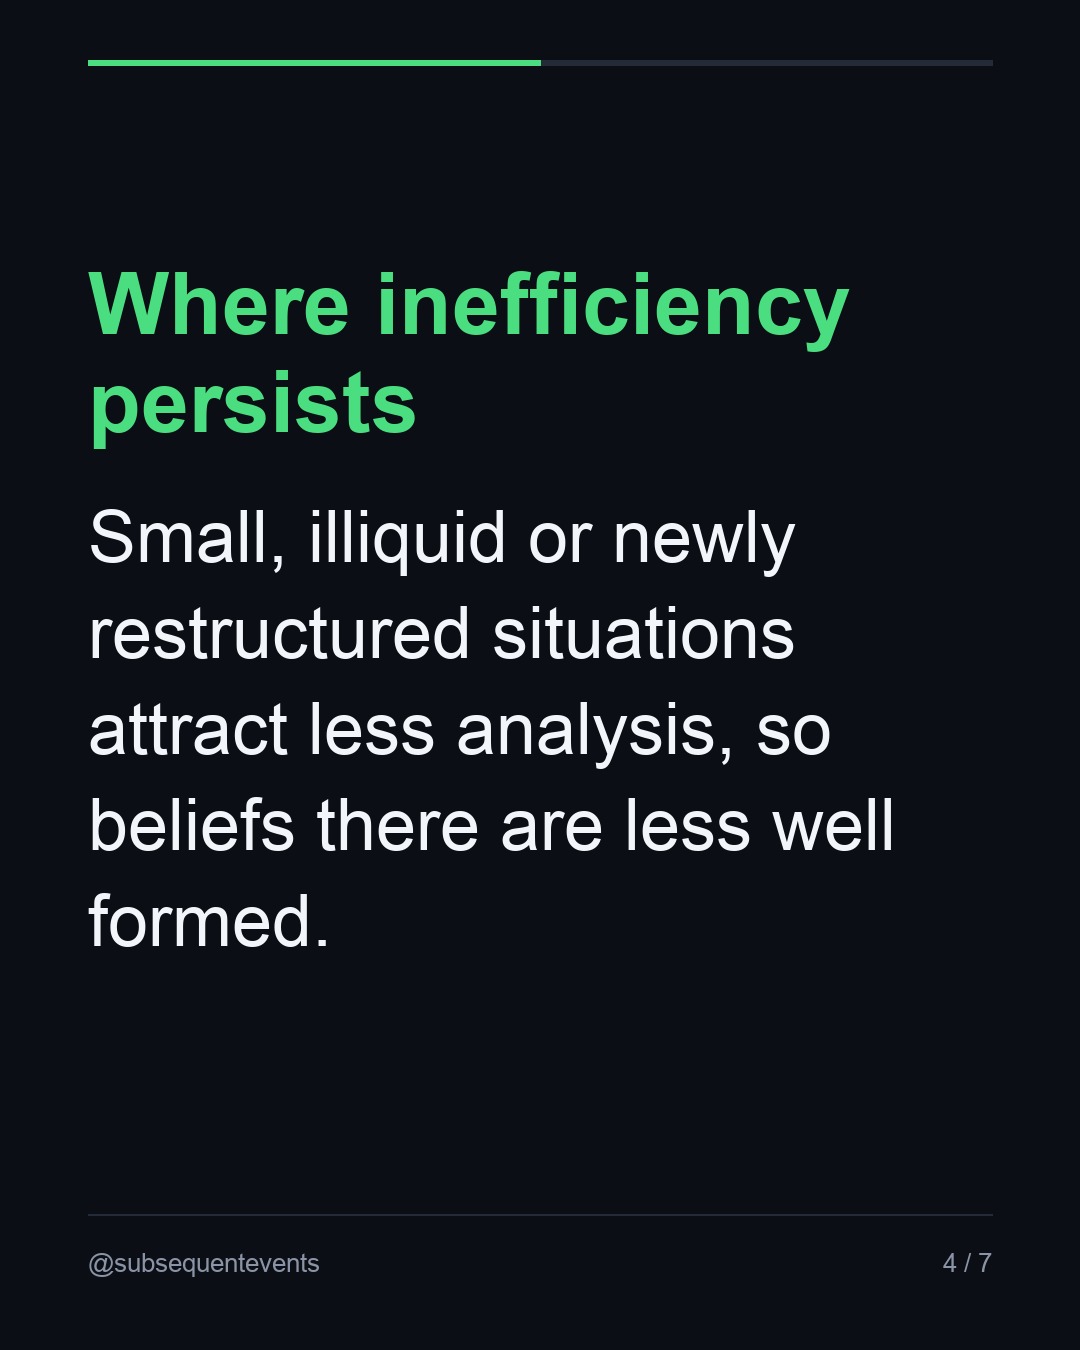 Where inefficiency
persists
Small, illiquid or newly
restructured situations
attract less analysis, so
beliefs there are less well
formed.
@subsequentevents
4 / 7